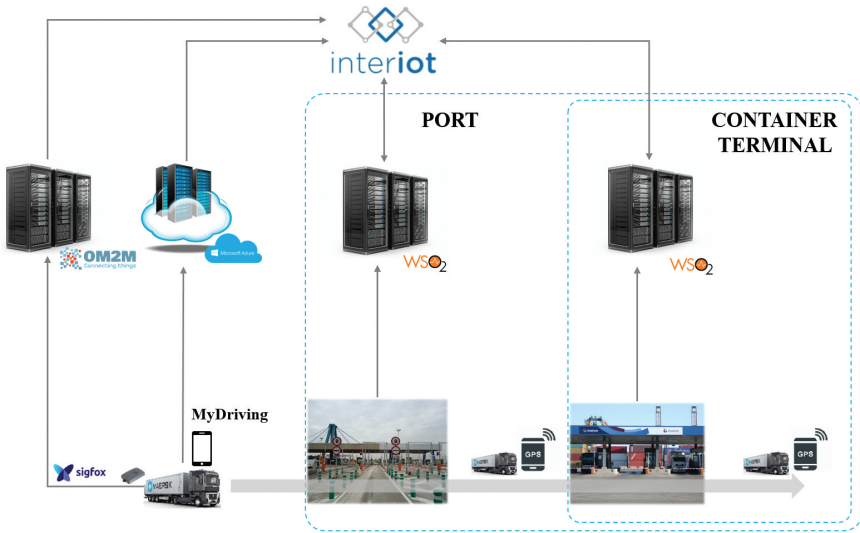 interiot
PORT
CONTAINER
TERMINAL
OM2M
Connecting things
Microsoft Azure
WSO2
WSO2
MyDriving
sigfox
MAERSK
GPS
GPS